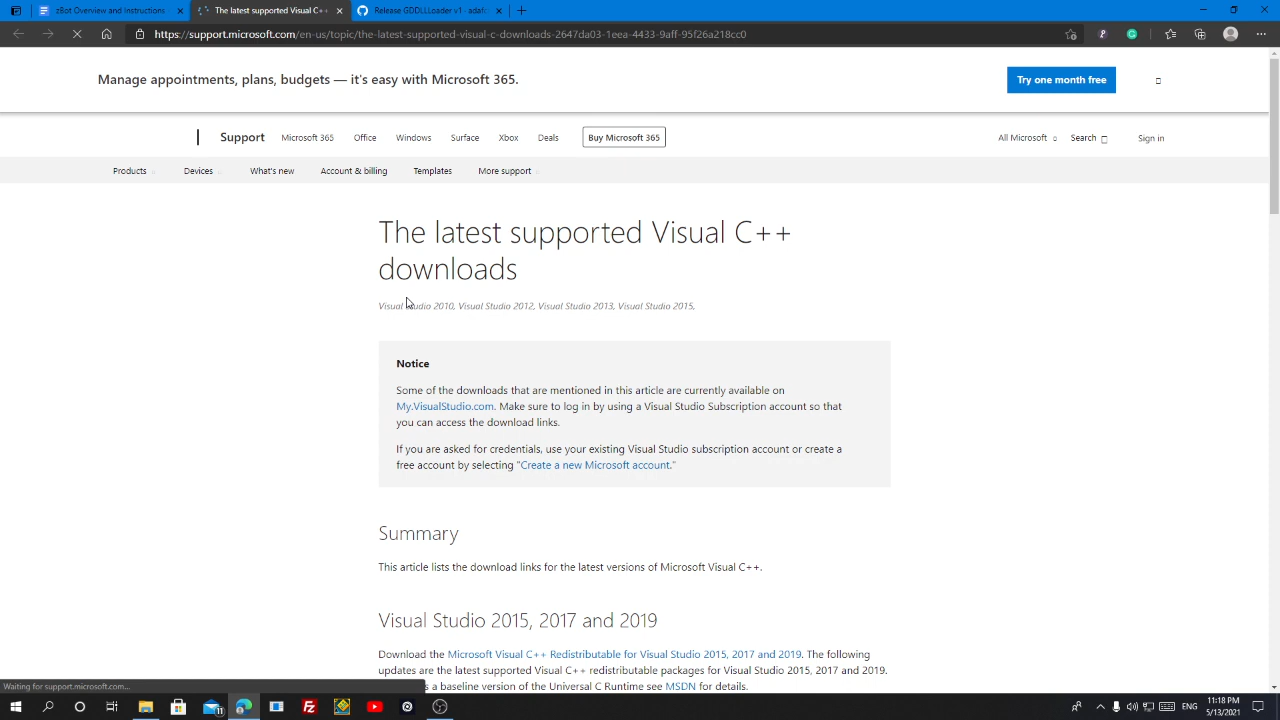 zBot Overview and Instructions
The latest supported Visual C++
Release GDDLLLoader v1 - adafc
https://support.microsoft.com/en-us/topic/the-latest-supported-visual-c-downloads-2647da03-1eea-4433-9aff-95f26a218cc0
Manage appointments, plans, budgets — it's easy with Microsoft 365.
Try one month free
Support
Microsoft 365
Office
Windows
Surface
Xbox
Deals
Buy Microsoft 365
All Microsoft
Search
Sign in
Products
Devices
What's new
Account & billing
Templates
More support
The latest supported Visual C++
downloads
Visual Studio 2010, Visual Studio 2012, Visual Studio 2013, Visual Studio 2015,
Notice
Some of the downloads that are mentioned in this article are currently available on
My.VisualStudio.com. Make sure to log in by using a Visual Studio Subscription account so that
you can access the download links.
If you are asked for credentials, use your existing Visual Studio subscription account or create a
free account by selecting "Create a new Microsoft account."
Summary
This article lists the download links for the latest versions of Microsoft Visual C++.
Visual Studio 2015, 2017 and 2019
Download the Microsoft Visual C++ Redistributable for Visual Studio 2015, 2017 and 2019. The following
updates are the latest supported Visual C++ redistributable packages for Visual Studio 2015, 2017 and 2019.
s a baseline version of the Universal C Runtime see MSDN for details.
Waiting for support.microsoft.com...
ENG
11:18 PM
5/13/2021